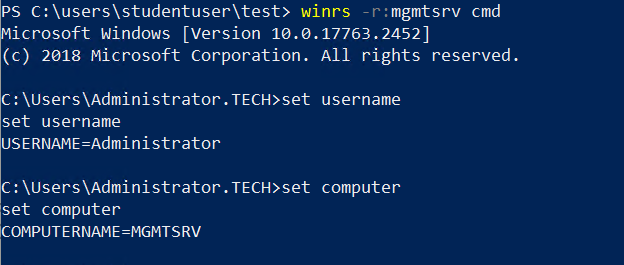 PS C:\users\studentuser\test> winrs -r:mgmtsrv cmd
Microsoft Windows [Version 10.0.17763.2452]
(c) 2018 Microsoft Corporation. All rights reserved.
C:\Users\Administrator.TECH>set username
set username
USERNAME=Administrator
C:\Users\Administrator.TECH>set computer
set computer
COMPUTERNAME=MGMTSRV